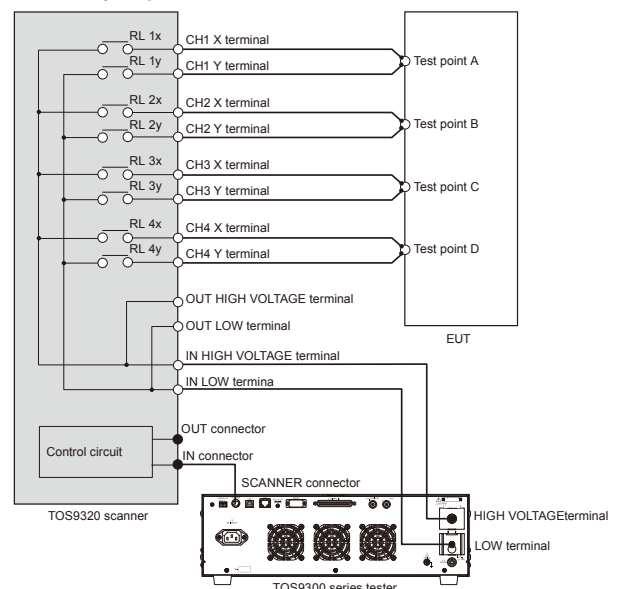 RL 1x
CH1 X terminal
RL 1y
CH1 Y terminal
Test point A
RL 2x
CH2 X terminal
RL 2y
CH2 Y terminal
Test point B
RL 3x
CH3 X terminal
RL 3y
CH3 Y terminal
Test point C
RL 4x
CH4 X terminal
RL 4y
CH4 Y terminal
Test point D
OUT HIGH VOLTAGE terminal
OUT LOW terminal
EUT
IN HIGH VOLTAGE terminal
IN LOW termina
OUT connector
Control circuit
IN connector
SCANNER connector
TOS9320 scanner
HIGH VOLTAGEterminal
LOW terminal
TOS9300 series tester